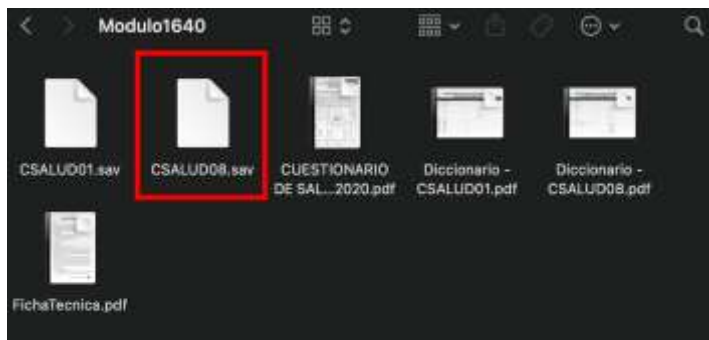 Modulo1640
CSALUD01.sav
CSALUD08.sav
CUESTIONARIO
DE SAL...2020.pdf
Diccionario -
CSALUD01.pdf
Diccionario -
CSALUD08.pdf
FichaTecnica.pdf